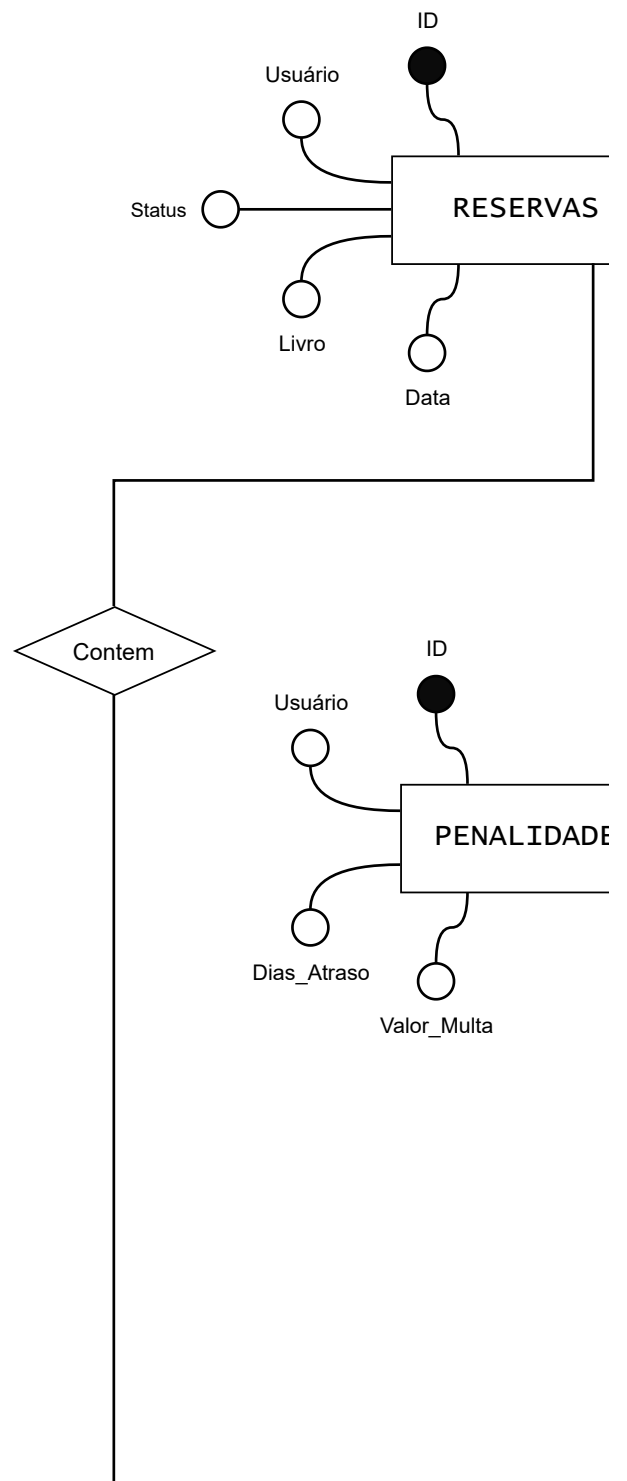 ID
Usuário
Status
RESERVAS
Livro
Data
Contem
ID
Usuário
PENALIDADE
Dias_Atraso
Valor_Multa